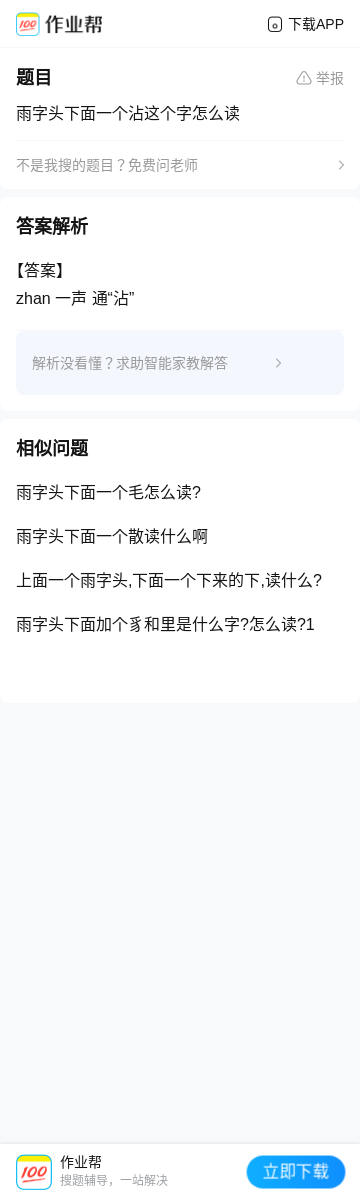 作业帮
下载APP
题目
举报
雨字头下面一个沾这个字怎么读
不是我搜的题目？免费问老师
答案解析
【答案】
zhan 一声 通“沾”
解析没看懂？求助智能家教解答
相似问题
雨字头下面一个毛怎么读?
雨字头下面一个散读什么啊
上面一个雨字头,下面一个下来的下,读什么?
雨字头下面加个豸和里是什么字?怎么读?1
100
作业帮
搜题辅导，一站解决
立即下载